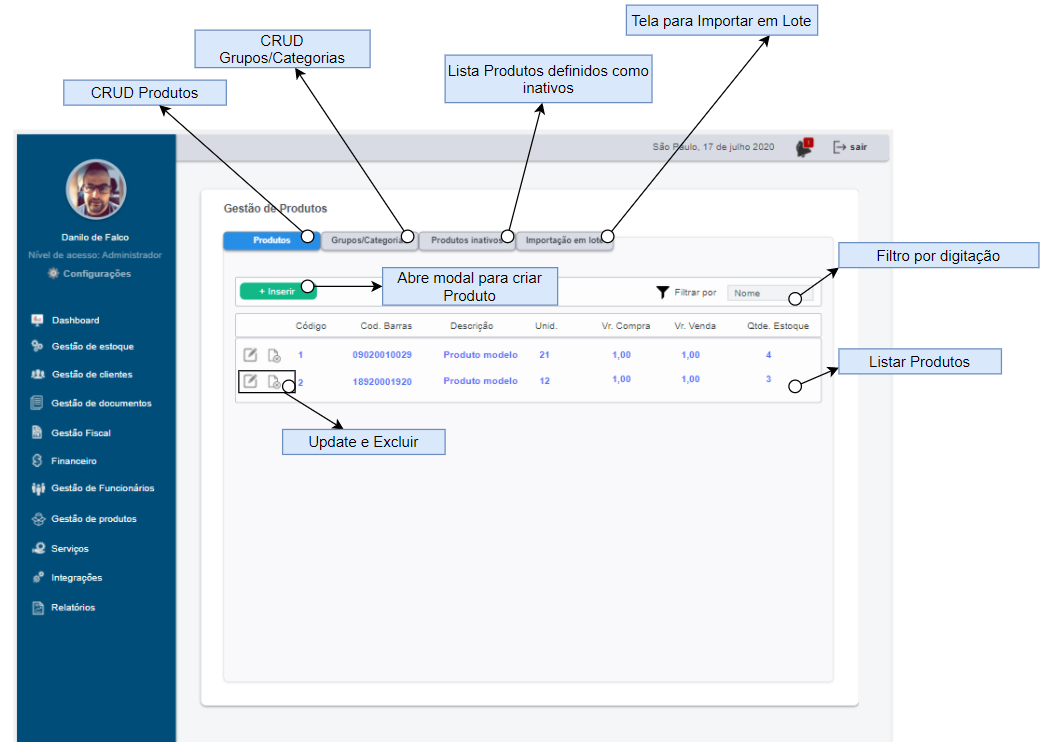 Tela para Importar em Lote
CRUD
Grupos/Categorias
Lista Produtos definidos como
inativos
CRUD Produtos
São Paulo, 17 de julho 2020
sair
Danilo de Falco
Nível de acesso: Administrador
Configurações
Dashboard
Gestão de estoque
Gestão de clientes
Gestão de documentos
Gestão Fiscal
Financeiro
Gestão de Funcionários
Gestão de produtos
Serviços
Integrações
Relatórios
Gestão de Produtos
Produtos
Grupos/Categoria
Produtos inativos
Importação em lote
Filtro por digitação
Abre modal para criar
Produto
+ Inserir
Filtrar por
Nome
Código Cod. Barras Descrição Unid. Vr. Compra Vr. Venda Qtde. Estoque
1 09020010029 Produto modelo 21 1,00 1,00 4
2 18920001920 Produto modelo 12 1,00 1,00 3
Listar Produtos
Update e Excluir